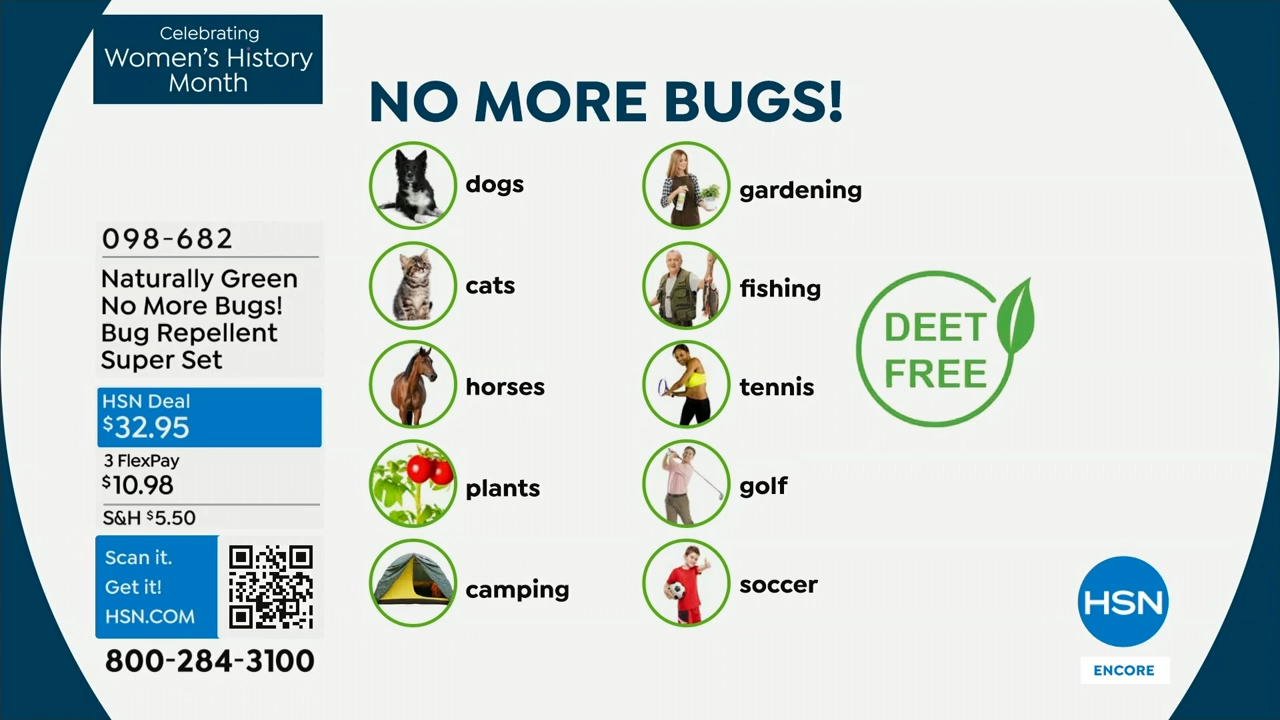 Celebrating
Women's History
Month
NO MORE BUGS!
dogs
gardening
cats
fishing
horses
tennis
plants
golf
camping
soccer
DEET
FREE
098-682
Naturally Green
No More Bugs!
Bug Repellent
Super Set
HSN Deal
$32.95
3 FlexPay
$10.98
S&H $5.50
Scan it.
Get it!
HSN.COM
800-284-3100
HSN
ENCORE